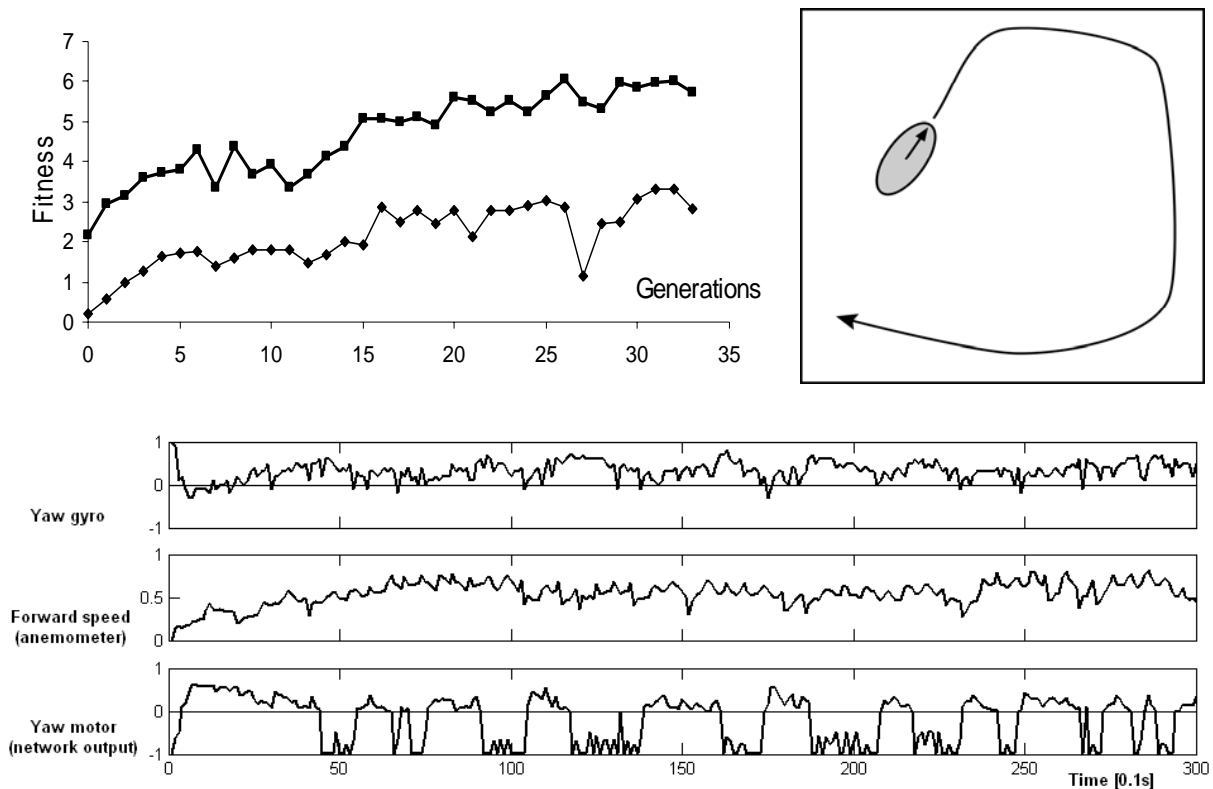 7
6
5
4
3
2
1
0
Fitness
Generations
0 5 10 15 20 25 30 35
1
0
-1
Yaw gyro
1
0.5
0
Forward speed
(anemometer)
1
0
-1
Yaw motor
(network output)
0 50 100 150 200 250 300
Time [0.1s]